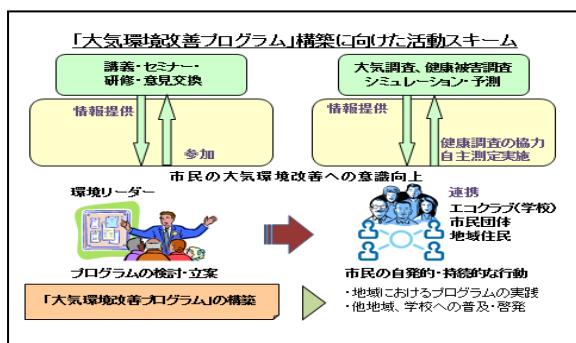 「大気環境改善プログラム」構築に向けた活動スキーム
講義・セミナー・
研修・意見交換
大気調査、健康被害調査
シミュレーション・予測
情報提供
参加
情報提供
健康調査の協力
自主測定実施
市民の大気環境改善への意識向上
環境リーダー
連携
エコクラブ(学校)
市民団体
地域住民
プログラムの検討・立案
市民の自発的・持続的な行動
「大気環境改善プログラム」の構築
・地域におけるプログラムの実践
・他地域、学校への普及・啓発